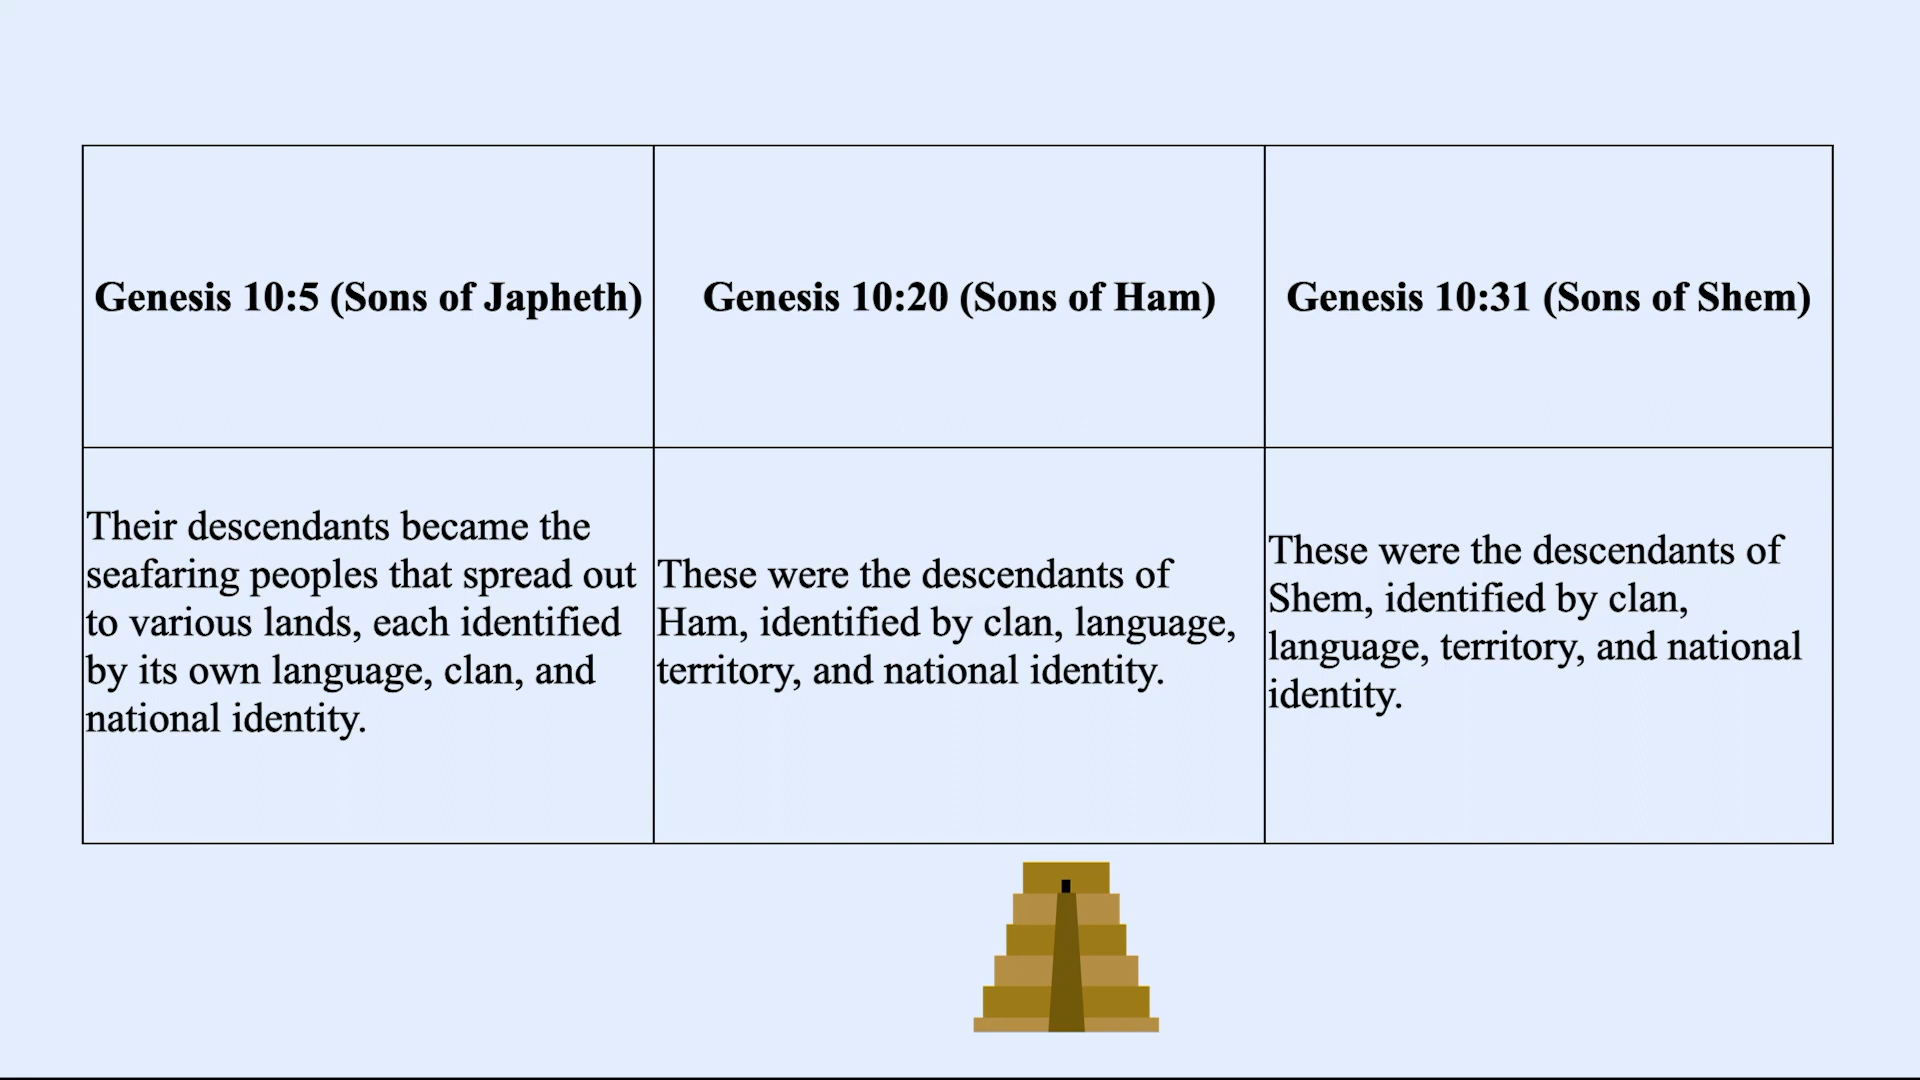 Genesis 10:5 (Sons of Japheth)
Genesis 10:20 (Sons of Ham)
Genesis 10:31 (Sons of Shem)
Their descendants became the
seafaring peoples that spread out
to various lands, each identified
by its own language, clan, and
national identity.
These were the descendants of
Ham, identified by clan, language,
territory, and national identity.
These were the descendants of
Shem, identified by clan,
language, territory, and national
identity.